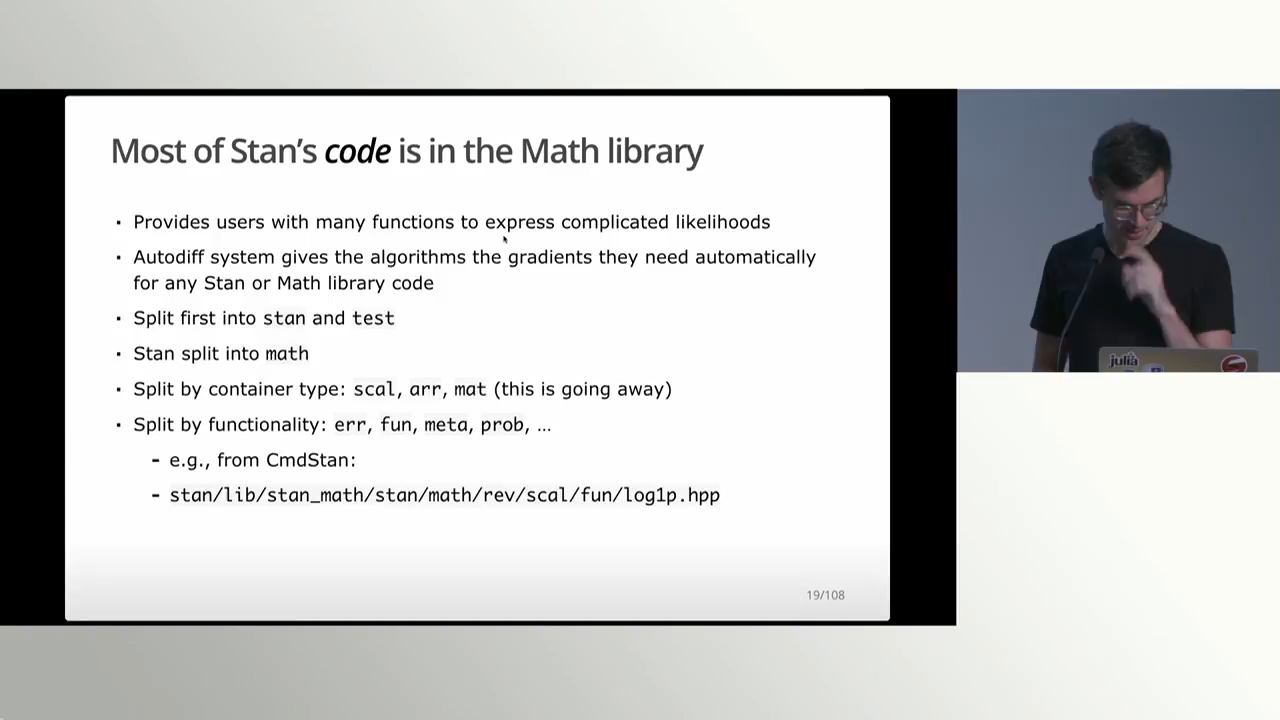 Most of Stan's code is in the Math library
· Provides users with many functions to express complicated likelihoods
· Autodiff system gives the algorithms the gradients they need automatically
for any Stan or Math library code
· Split first into stan and test
· Stan split into math
· Split by container type: scal, arr, mat (this is going away)
· Split by functionality: err, fun, meta, prob, …
- e.g., from CmdStan:
- stan/lib/stan_math/stan/math/rev/scal/fun/log1p.hpp
19/108
julia